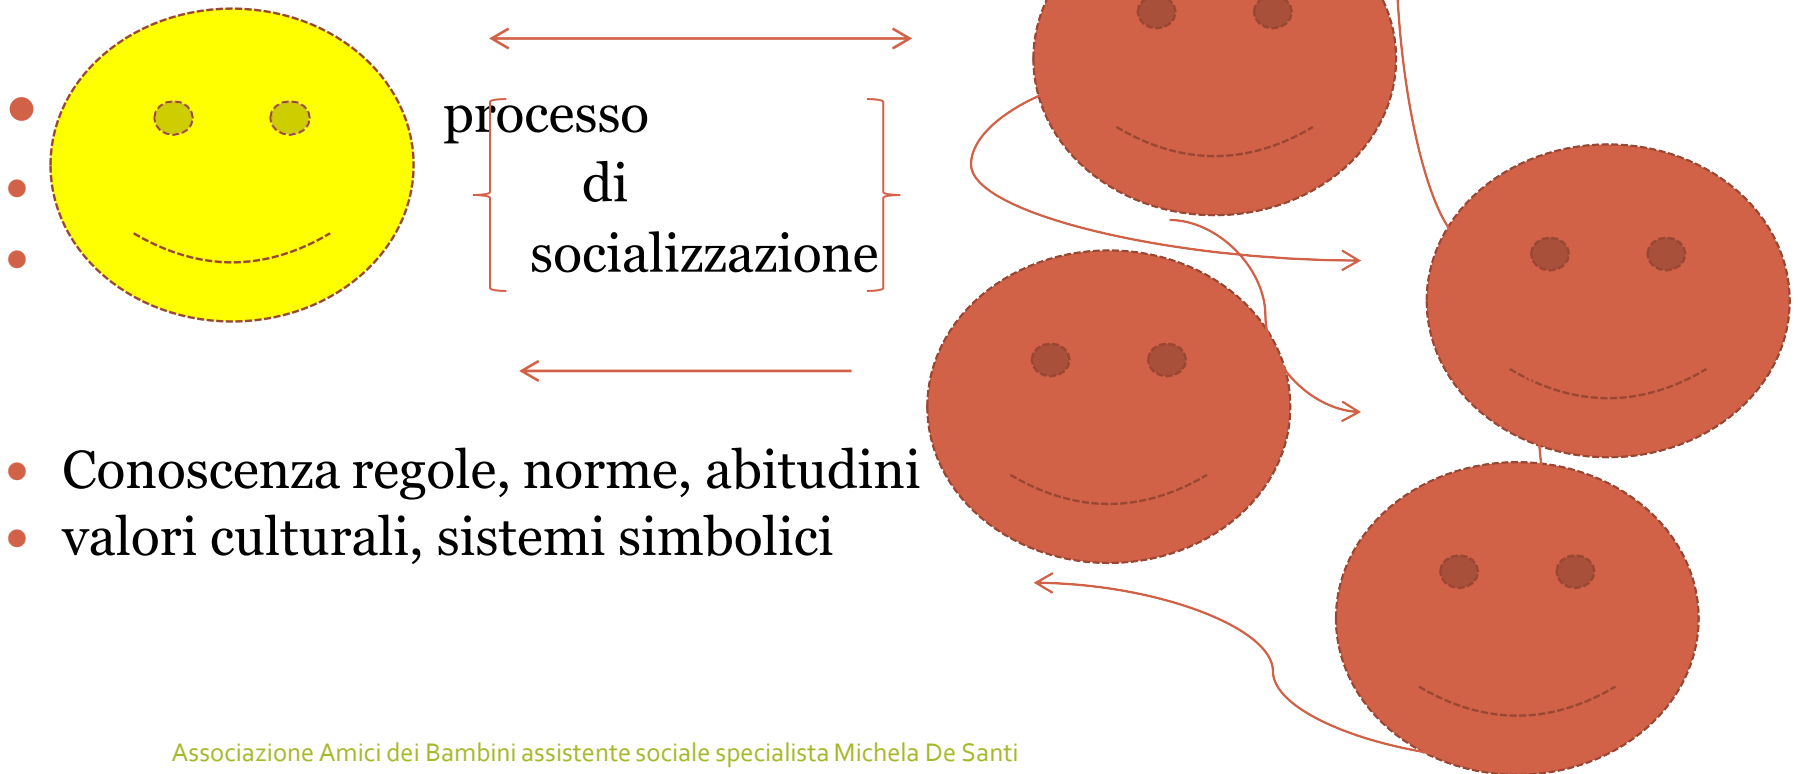 processo
di
socializzazione
Conoscenza regole, norme, abitudini
valori culturali, sistemi simbolici
Associazione Amici dei Bambini assistente sociale specialista Michela De Santi